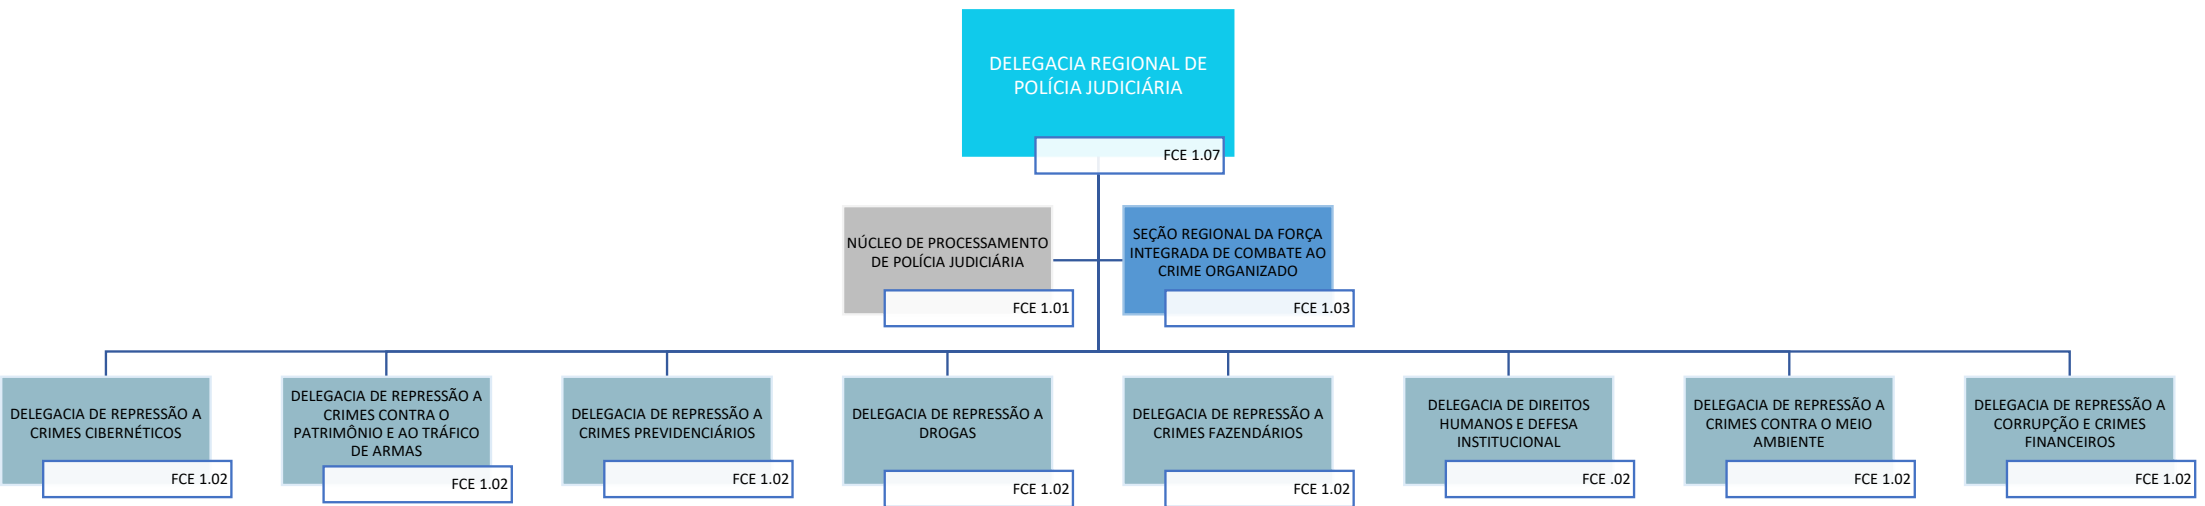 DELEGACIA REGIONAL DE
POLÍCIA JUDICIÁRIA
FCE 1.07
NÚCLEO DE PROCESSAMENTO
DE POLÍCIA JUDICIÁRIA
FCE 1.01
SEÇÃO REGIONAL DA FORÇA
INTEGRADA DE COMBATE AO
CRIME ORGANIZADO
FCE 1.03
DELEGACIA DE REPRESSÃO A
CRIMES CIBERNÉTICOS
FCE 1.02
DELEGACIA DE REPRESSÃO A
CRIMES CONTRA O
PATRIMÔNIO E AO TRÁFICO
DE ARMAS
FCE 1.02
DELEGACIA DE REPRESSÃO A
CRIMES PREVIDENCIÁRIOS
FCE 1.02
DELEGACIA DE REPRESSÃO A
DROGAS
FCE 1.02
DELEGACIA DE REPRESSÃO A
CRIMES FAZENDÁRIOS
FCE 1.02
DELEGACIA DE DIREITOS
HUMANOS E DEFESA
INSTITUCIONAL
FCE .02
DELEGACIA DE REPRESSÃO A
CRIMES CONTRA O MEIO
AMBIENTE
FCE 1.02
DELEGACIA DE REPRESSÃO A
CORRUPÇÃO E CRIMES
FINANCEIROS
FCE 1.02